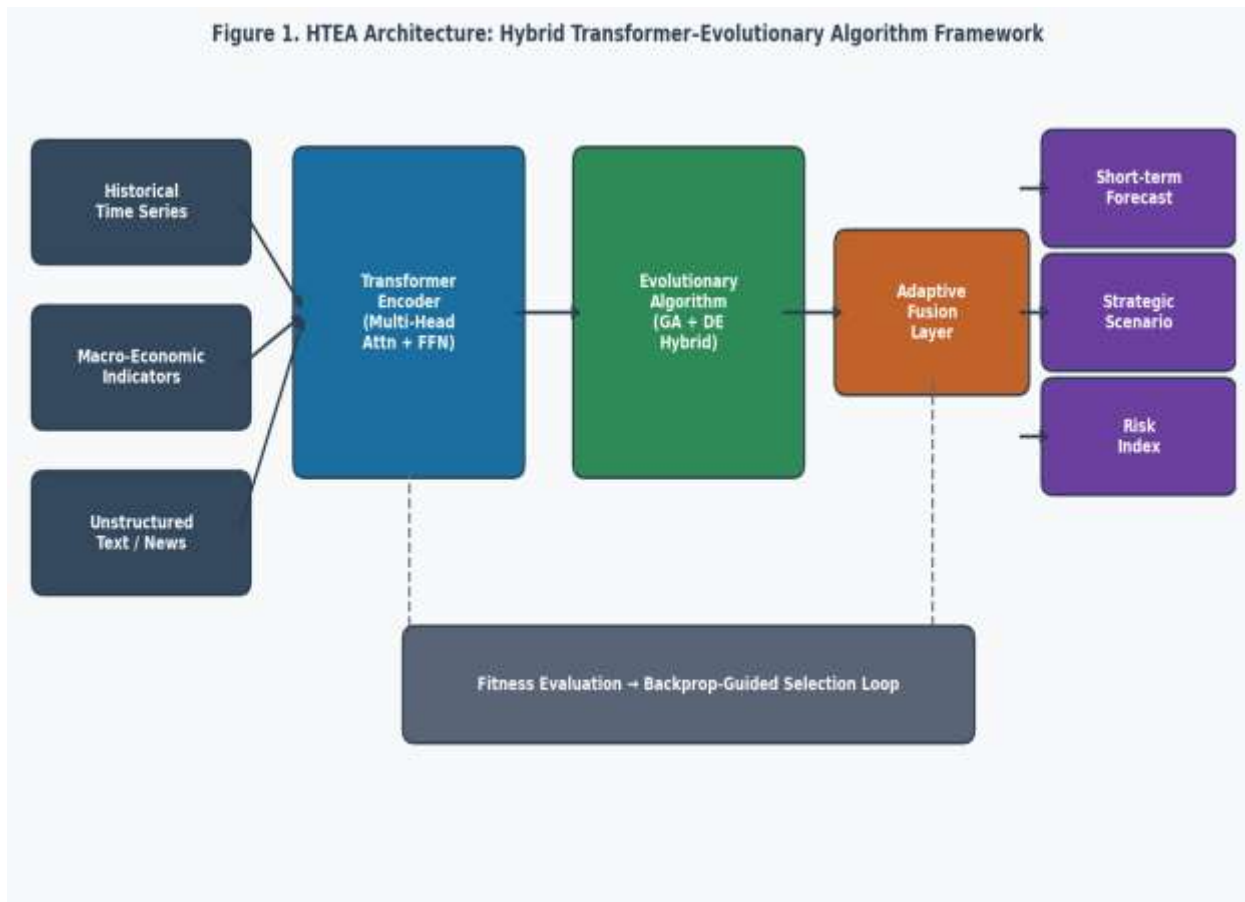 Figure 1. HTEA Architecture: Hybrid Transformer-Evolutionary Algorithm Framework
Historical
Time Series
Macro-Economic
Indicators
Unstructured
Text / News
Transformer
Encoder
(Multi-Head
Attn + FFN)
Evolutionary
Algorithm
(GA + DE
Hybrid)
Adaptive
Fusion
Layer
Short-term
Forecast
Strategic
Scenario
Risk
Index
Fitness Evaluation → Backprop-Guided Selection Loop